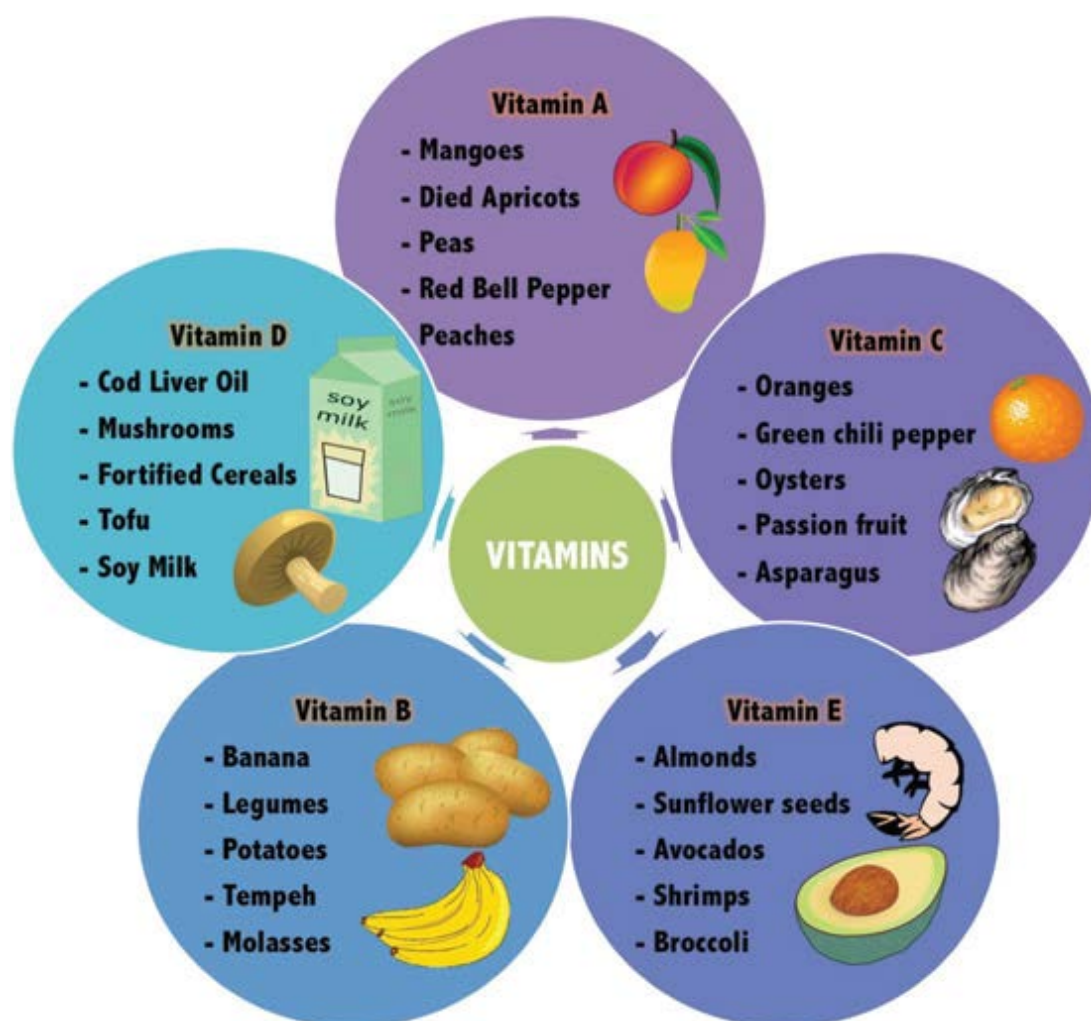 Vitamin A
- Mangoes
- Died Apricots
- Peas
- Red Bell Pepper
Peaches
Vitamin D
- Cod Liver Oil
- Mushrooms
- Fortified Cereals
- Tofu
- Soy Milk
soy
milk
soy
milk
Vitamin C
- Oranges
- Green chili pepper
- Oysters
- Passion fruit
- Asparagus
VITAMINS
Vitamin B
- Banana
- Legumes
- Potatoes
- Tempeh
- Molasses
Vitamin E
- Almonds
- Sunflower seeds
- Avocados
- Shrimps
- Broccoli